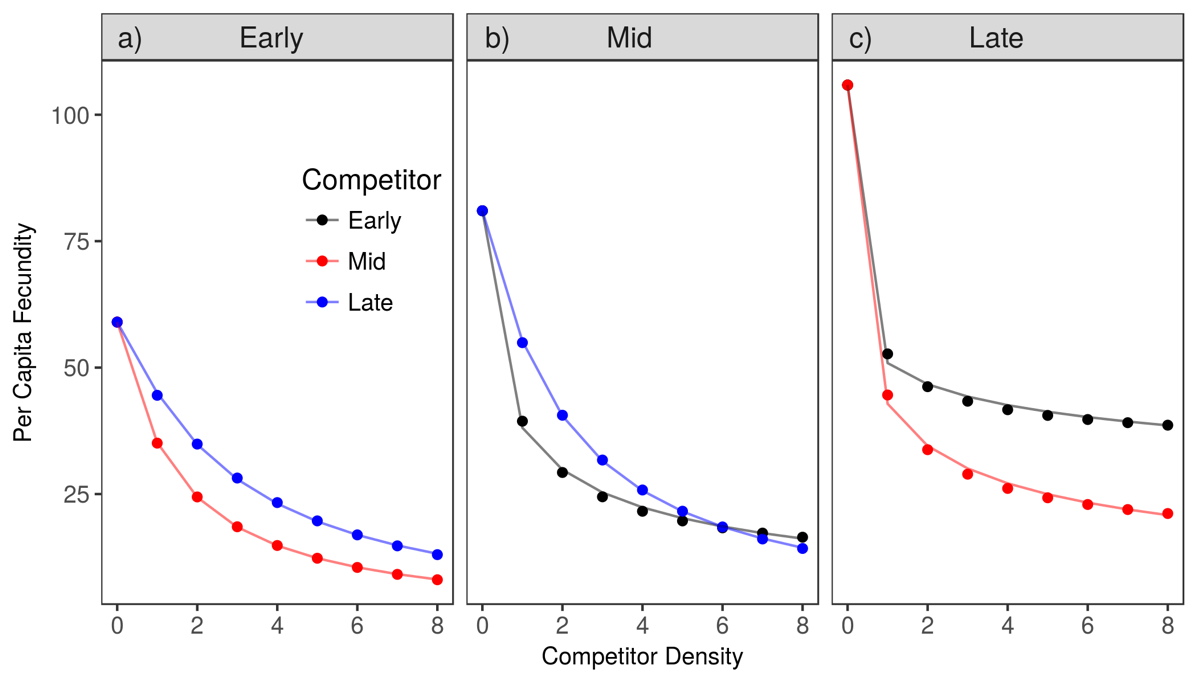 a) Early
b) Mid
c) Late
Per Capita Fecundity
100
75
50
25
Competitor
Early
Mid
Late
0 2 4 6 8
0 2 4 6 8
0 2 4 6 8
Competitor Density